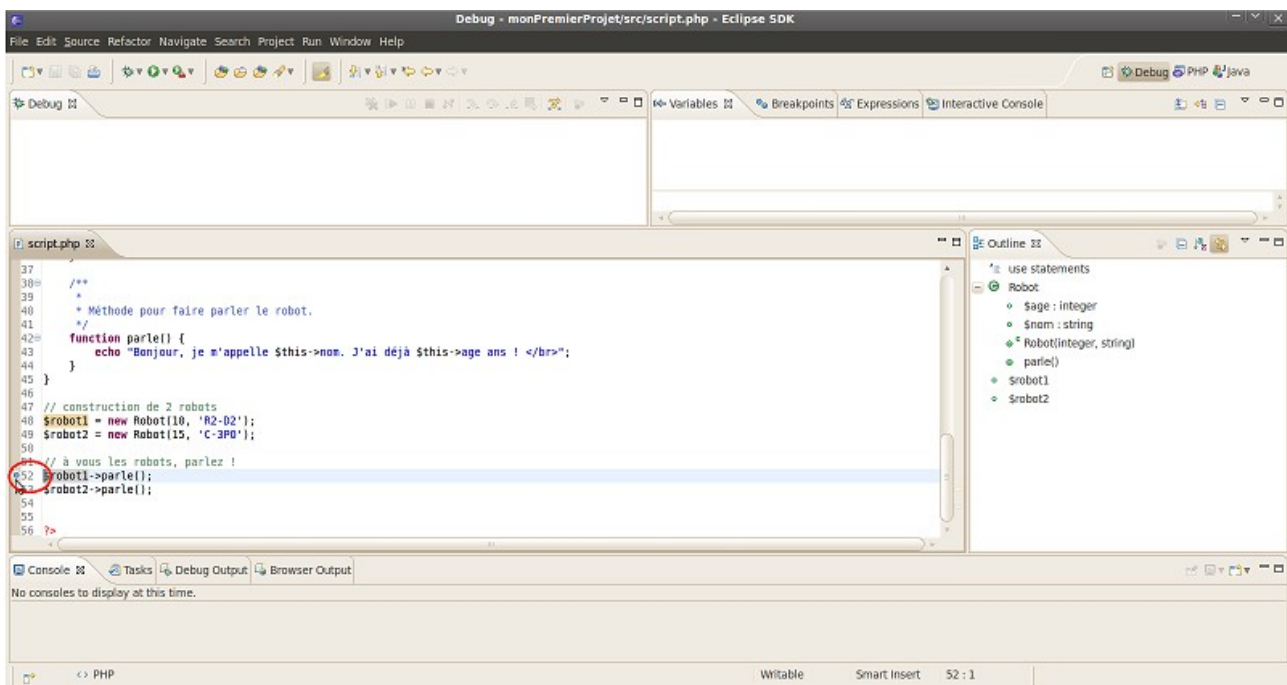 Debug - monPremierProjet/src/script.php - Eclipse SDK
File Edit Source Refactor Navigate Search Project Run Window Help
Debug PHP Java
Debug
Variables Breakpoints Expressions Interactive Console
script.php
37
38 /**
39 *
40 * Méthode pour faire parler le robot.
41 */
42 function parle() {
43 echo "Bonjour, je m'appelle $this->nom. J'ai déjà $this->age ans ! </br>";
44 }
45 }
46
47 // construction de 2 robots
48 $robot1 = new Robot(10, 'R2-D2');
49 $robot2 = new Robot(15, 'C-3PO');
50
51 // à vous les robots, parlez !
52 $robot1->parle();
53 $robot2->parle();
54
55
56 ?>
Outline
use statements
Robot
$age : integer
$nom : string
Robot(integer, string)
parle()
$robot1
$robot2
Console Tasks Debug Output Browser Output
No consoles to display at this time.
<> PHP Writable Smart Insert 52 : 1